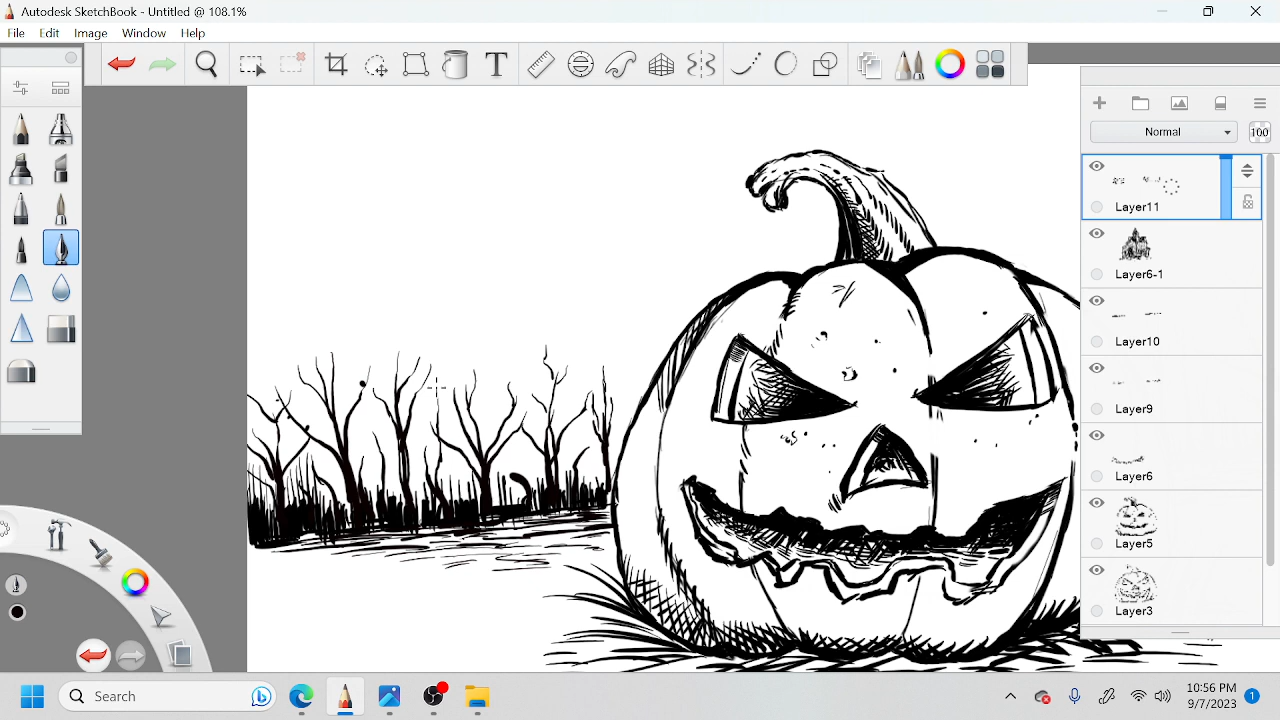 Autodesk SketchBook - Untitled @ 108.1%
File Edit Image Window Help
T
Normal 100
Layer11
Layer6-1
Layer10
Layer9
Layer6
Layer5
Layer3
Search
10:56 PM
9/7/2023
1